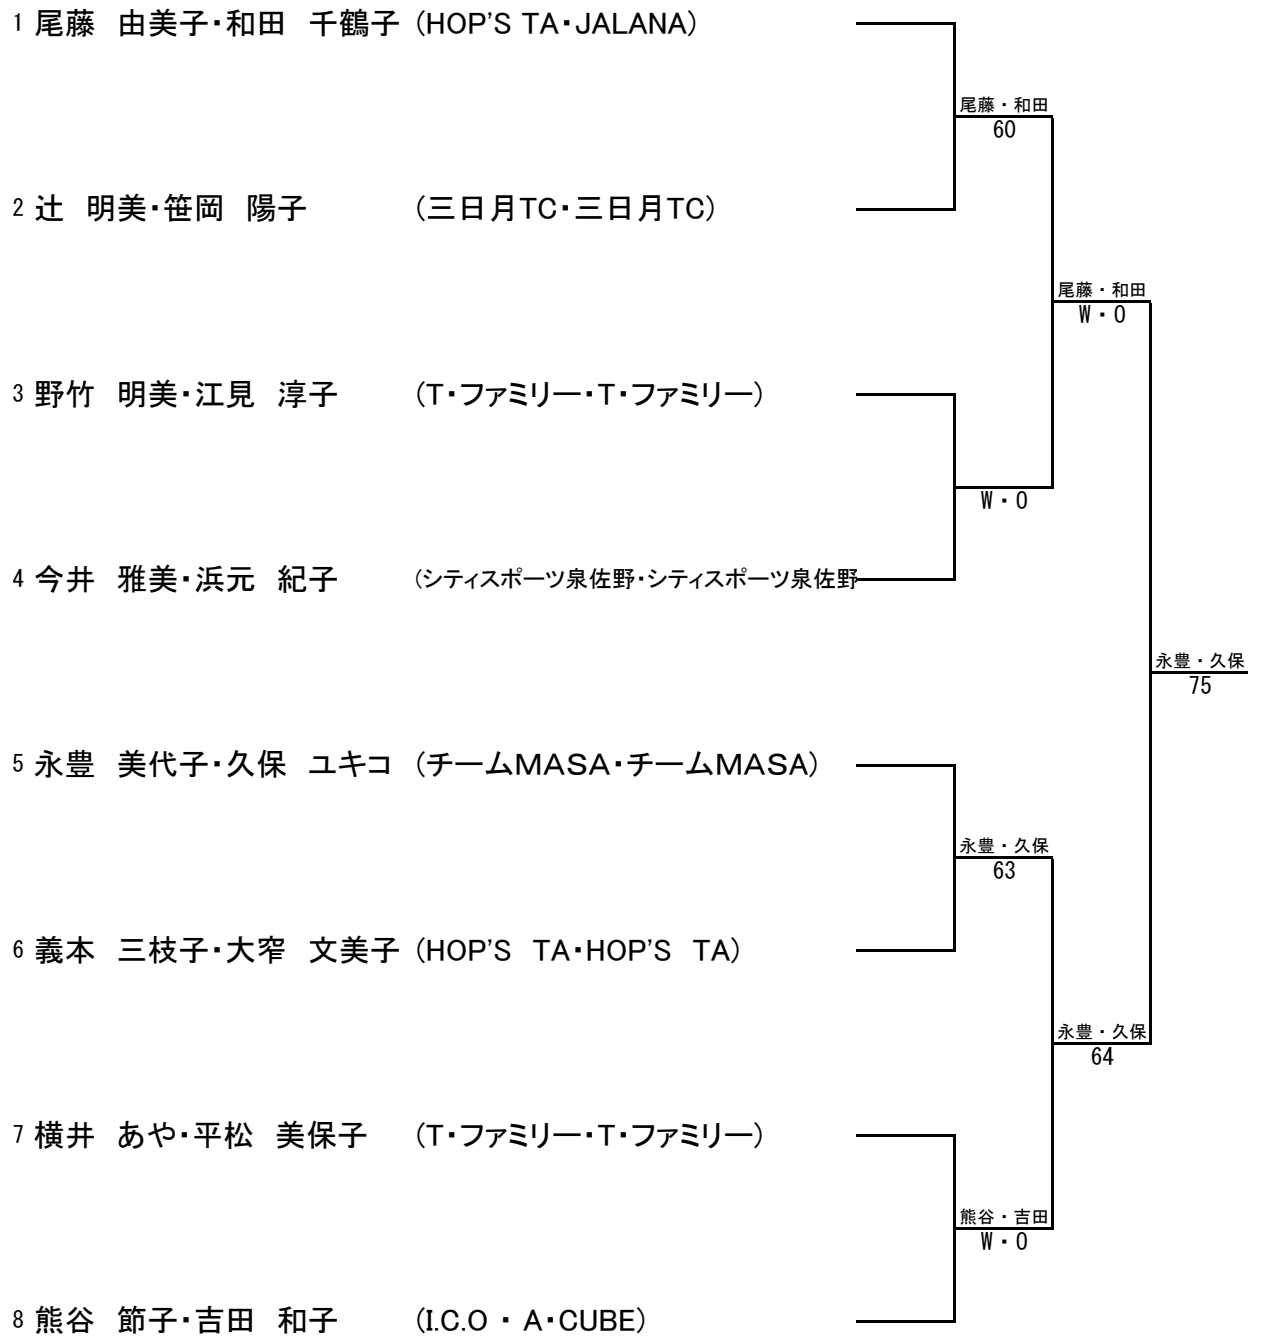 1 尾藤　由美子・和田　千鶴子 (HOP'S TA・JALANA)
尾藤・和田
60
2 辻　明美・笹岡　陽子 (三日月TC・三日月TC)
尾藤・和田
W・O
3 野竹　明美・江見　淳子 (T・ファミリー・T・ファミリー)
W・O
4 今井　雅美・浜元　紀子 (シティスポーツ泉佐野・シティスポーツ泉佐野
永豊・久保
75
5 永豊　美代子・久保　ユキコ (チームMASA・チームMASA)
永豊・久保
63
6 義本　三枝子・大窄　文美子 (HOP'S　TA・HOP'S　TA)
永豊・久保
64
7 横井　あや・平松　美保子 (T・ファミリー・T・ファミリー)
熊谷・吉田
W・O
8 熊谷　節子・吉田　和子 (I.C.O ・ A・CUBE)